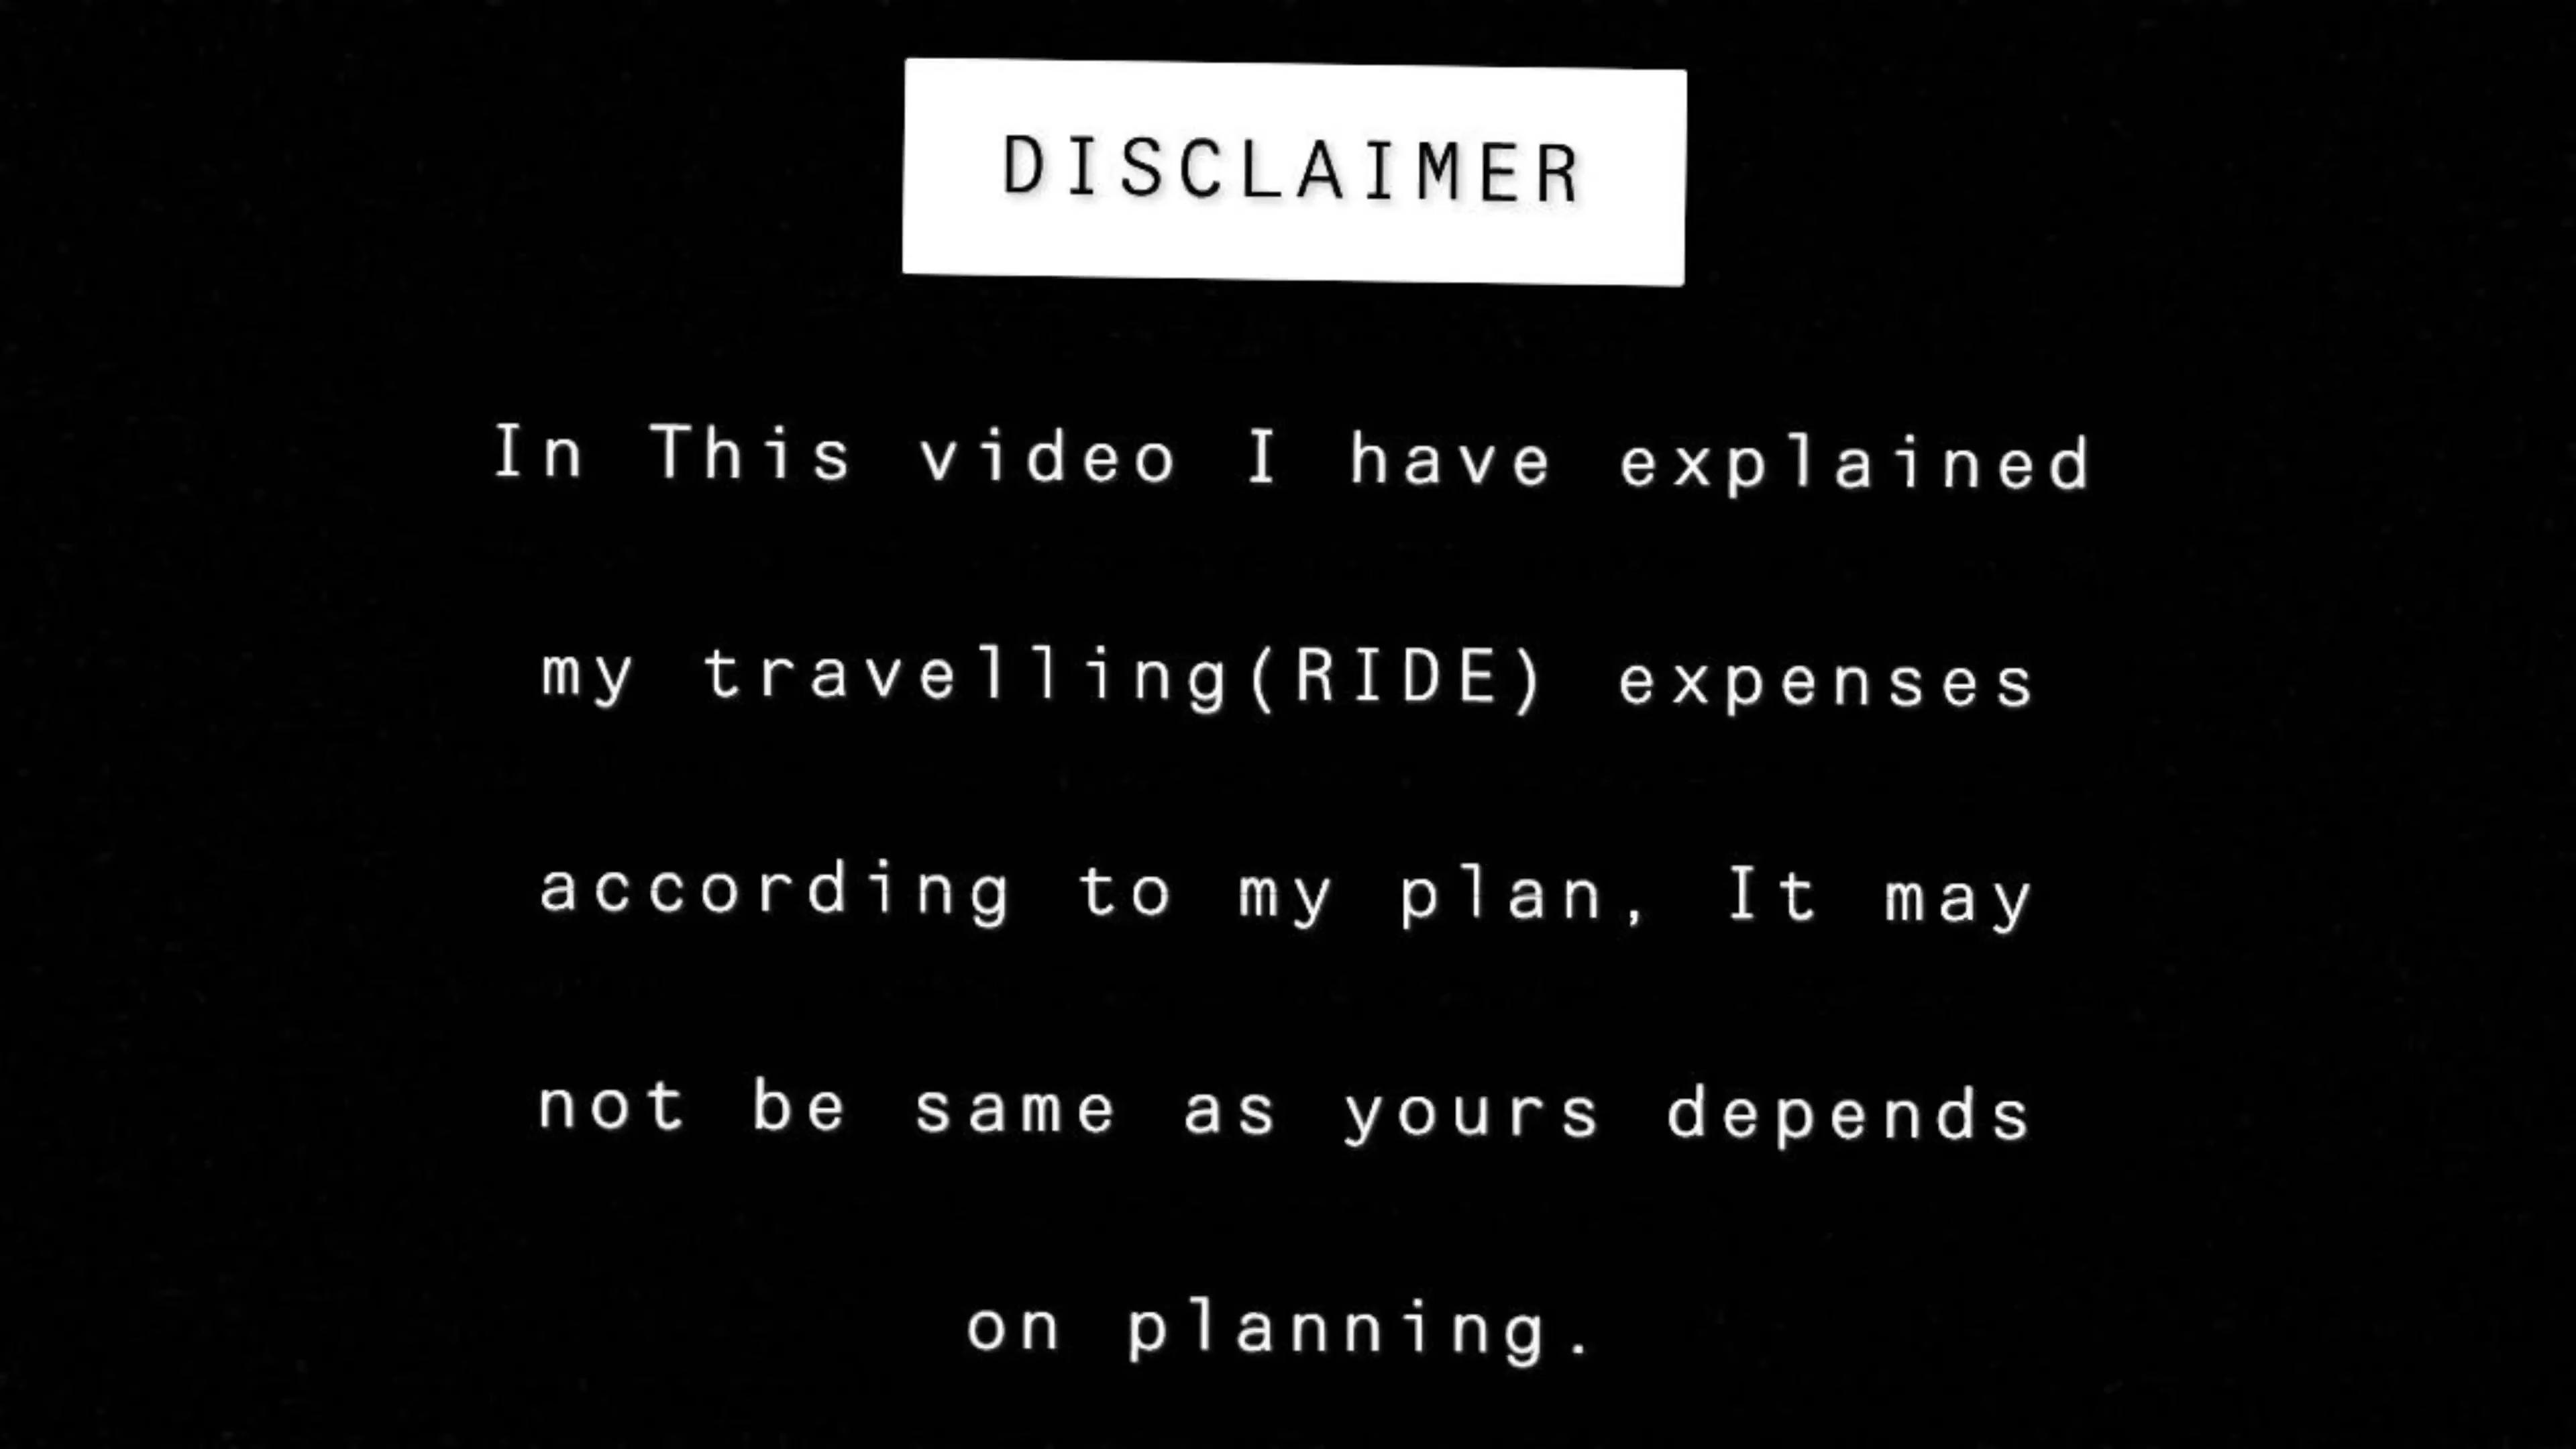 DISCLAIMER
In This video I have explained
my travelling(RIDE) expenses
according to my plan, It may
not be same as yours depends
on planning.